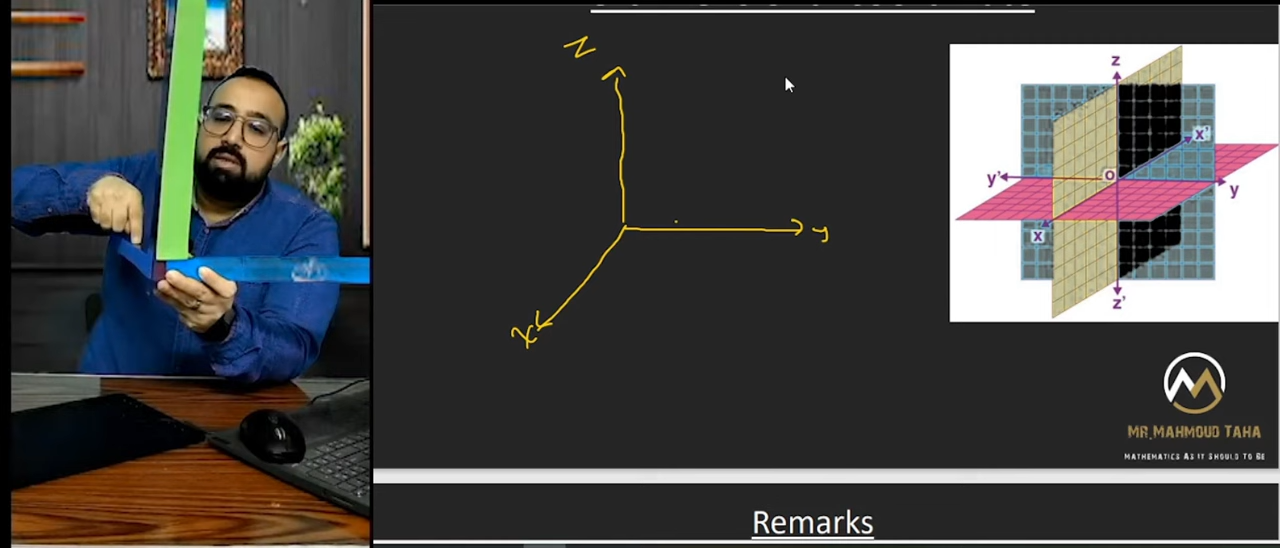 Z
y
x
z
x'
y'
o
y
x
z'
MR.MAHMOUD TAHA
MATHEMATICS AS IT SHOULD TO BE
Remarks